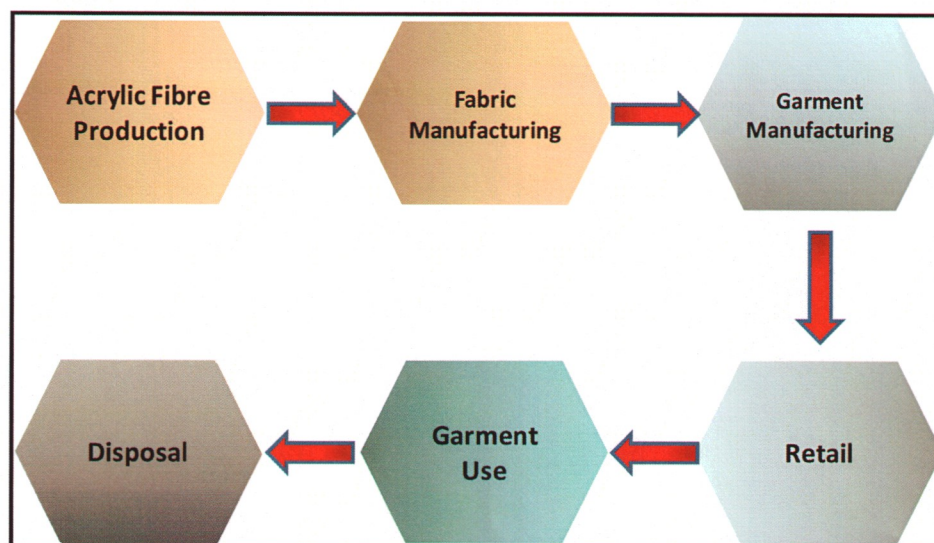 Acrylic Fibre
Production
Fabric
Manufacturing
Garment
Manufacturing
Retail
Garment
Use
Disposal